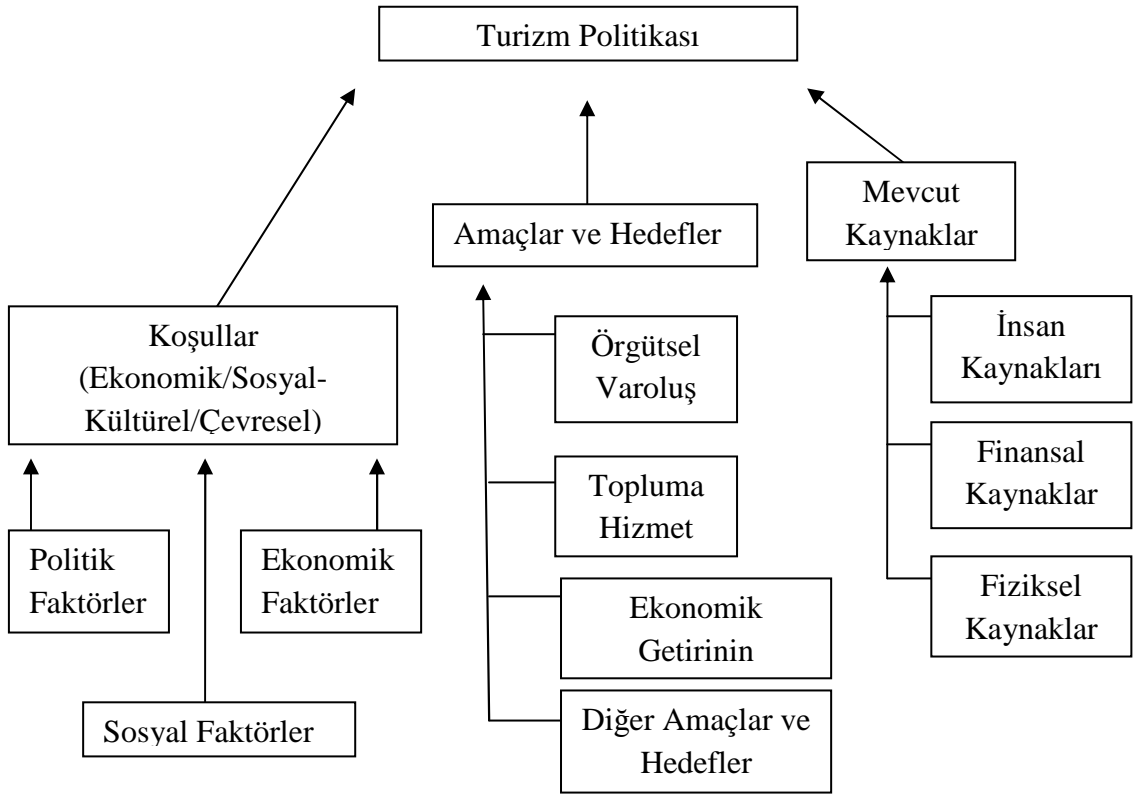 Turizm Politikası
Mevcut
Kaynaklar
Amaçlar ve Hedefler
Koşullar
(Ekonomik/Sosyal-
Kültürel/Çevresel)
Örgütsel
Varoluş
İnsan
Kaynakları
Topluma
Hizmet
Finansal
Kaynaklar
Politik
Faktörler
Ekonomik
Faktörler
Ekonomik
Getirinin
Fiziksel
Kaynaklar
Sosyal Faktörler
Diğer Amaçlar ve
Hedefler